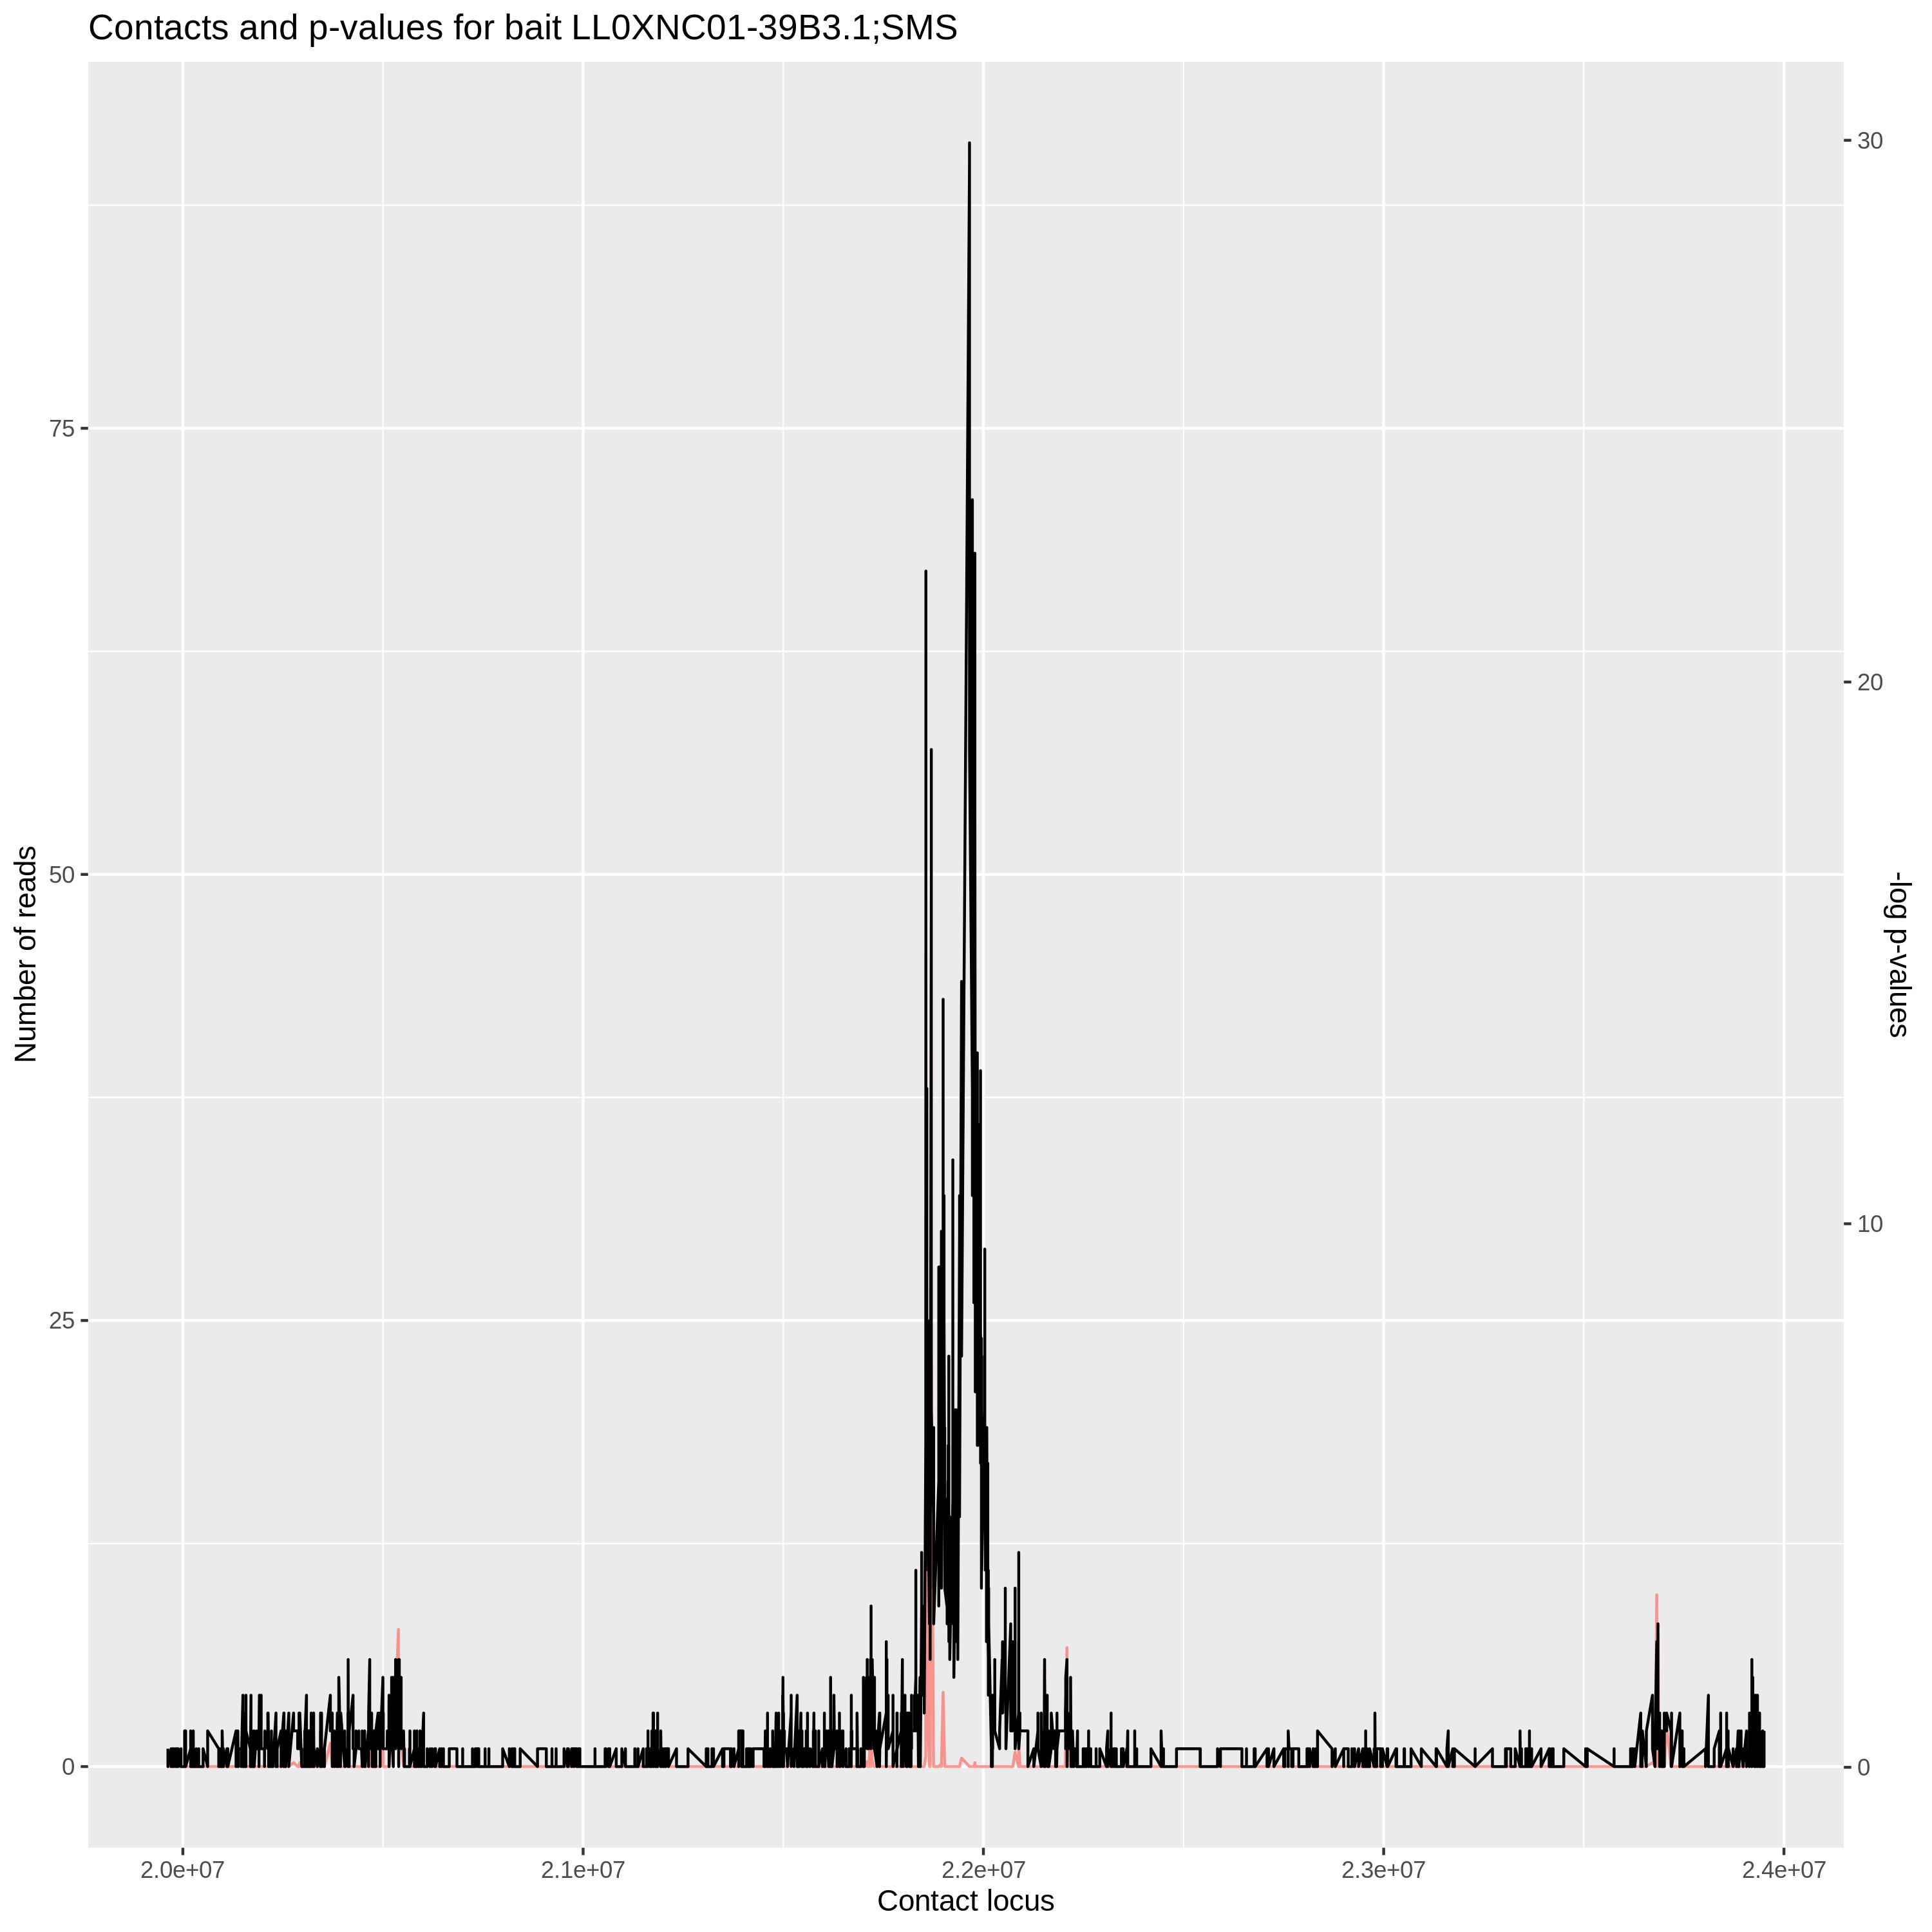 Contacts and p-values for bait LL0XNC01-39B3.1;SMS
30
75
20
Number of reads
50
-log p-values
10
25
0
0
2.0e+07
2.1e+07
2.2e+07
2.3e+07
2.4e+07
Contact locus